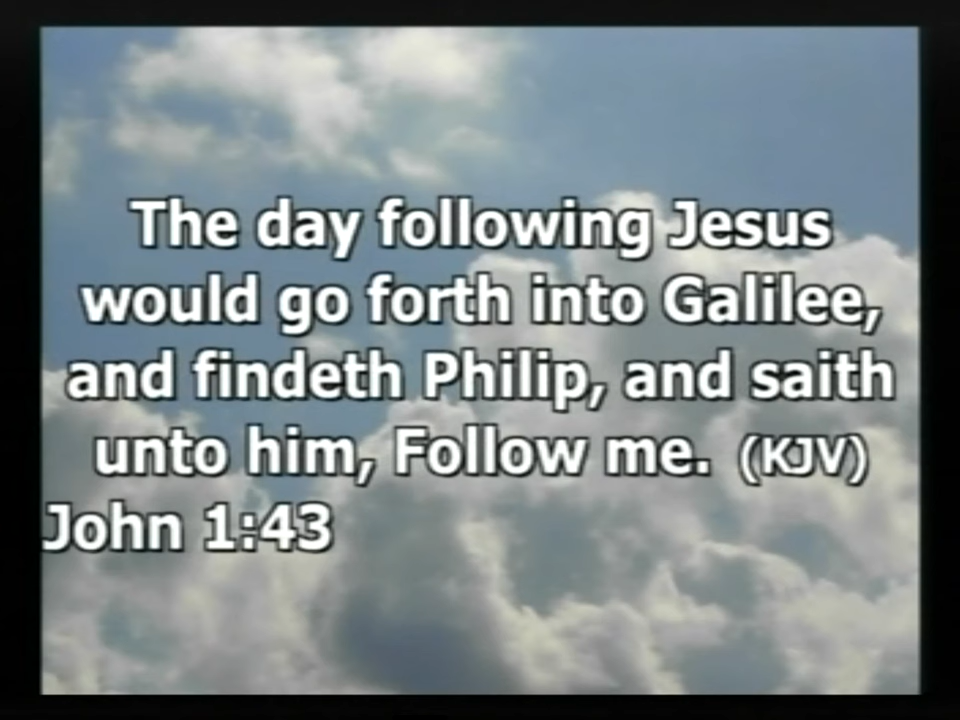 The day following Jesus
would go forth into Galilee,
and findeth Philip, and saith
unto him, Follow me. (KJV)
John 1:43